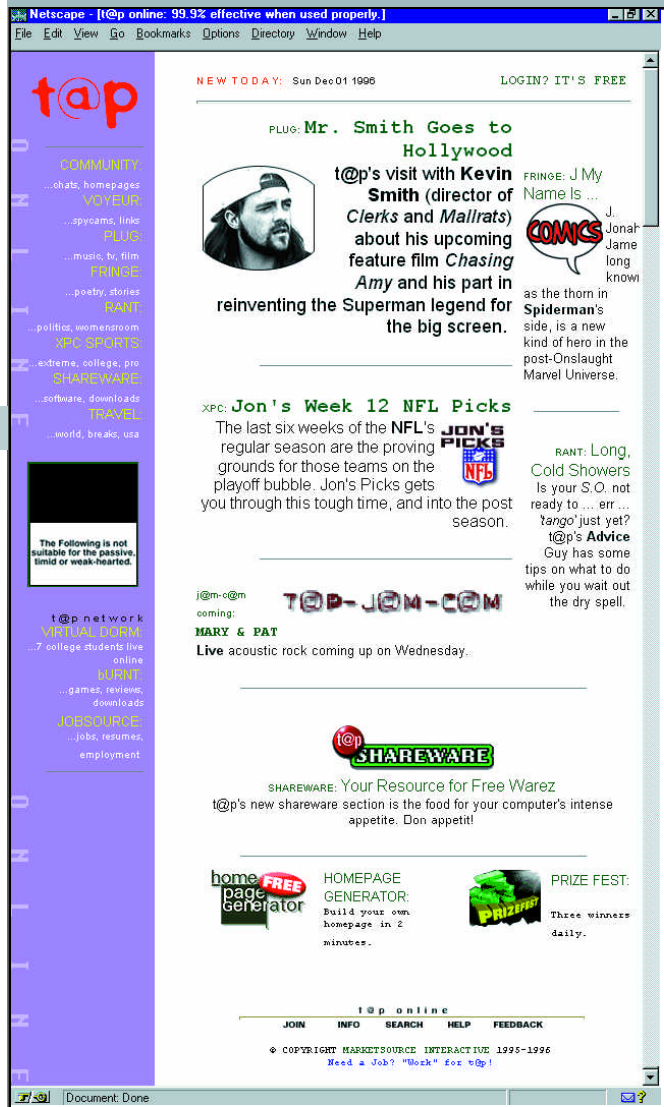 Netscape - [t@p online: 99.9% effective when used properly.]
File Edit View Go Bookmarks Options Directory Window Help
t@p
ONLINE
COMMUNITY:
...chats, homepages
VOYEUR:
...spycams, links
PLUG:
...music, tv, film
FRINGE:
...poetry, stories
RANT:
...politics, womensroom
XPC SPORTS:
...extreme, college, pro
SHAREWARE:
...software, downloads
TRAVEL:
...world, breaks, usa
The Following is not
suitable for the passive,
timid or weak-hearted.
t@p network
VIRTUAL DORM:
...7 college students live
online
bURNT:
...games, reviews,
downloads
JOBSOURCE:
...jobs, resumes,
employment
ONLINE
NEW TODAY: Sun Dec 01 1996
LOGIN? IT'S FREE
PLUG: Mr. Smith Goes to
Hollywood
t@p's visit with Kevin
Smith (director of
Clerks and Mallrats)
about his upcoming
feature film Chasing
Amy and his part in
reinventing the Superman legend for
the big screen.
FRINGE: J My
Name Is ...
COMICS
J.
Jonah
Jame
long
known
as the thorn in
Spiderman's
side, is a new
kind of hero in the
post-Onslaught
Marvel Universe.
XPC: Jon's Week 12 NFL Picks
The last six weeks of the NFL's
regular season are the proving
grounds for those teams on the
playoff bubble. Jon's Picks gets
you through this tough time, and into the post
season.
JON'S
PICKS
NFL
RANT: Long,
Cold Showers
Is your S.O. not
ready to ... err ...
'tango' just yet?
t@p's Advice
Guy has some
tips on what to do
while you wait out
the dry spell.
j@m-c@m
coming:
T@P-J@M-C@M
MARY & PAT
Live acoustic rock coming up on Wednesday.
t@p
SHAREWARE
SHAREWARE: Your Resource for Free Warez
t@p's new shareware section is the food for your computer's intense
appetite. Don appetit!
home
page
Generator
FREE
HOMEPAGE
GENERATOR:
Build your own
homepage in 2
minutes.
PRIZEFEST
PRIZE FEST:
Three winners
daily.
t@p online
JOIN INFO SEARCH HELP FEEDBACK
© COPYRIGHT MARKETSOURCE INTERACTIVE 1995-1996
Need a Job? "Work" for t@p!
Document: Done